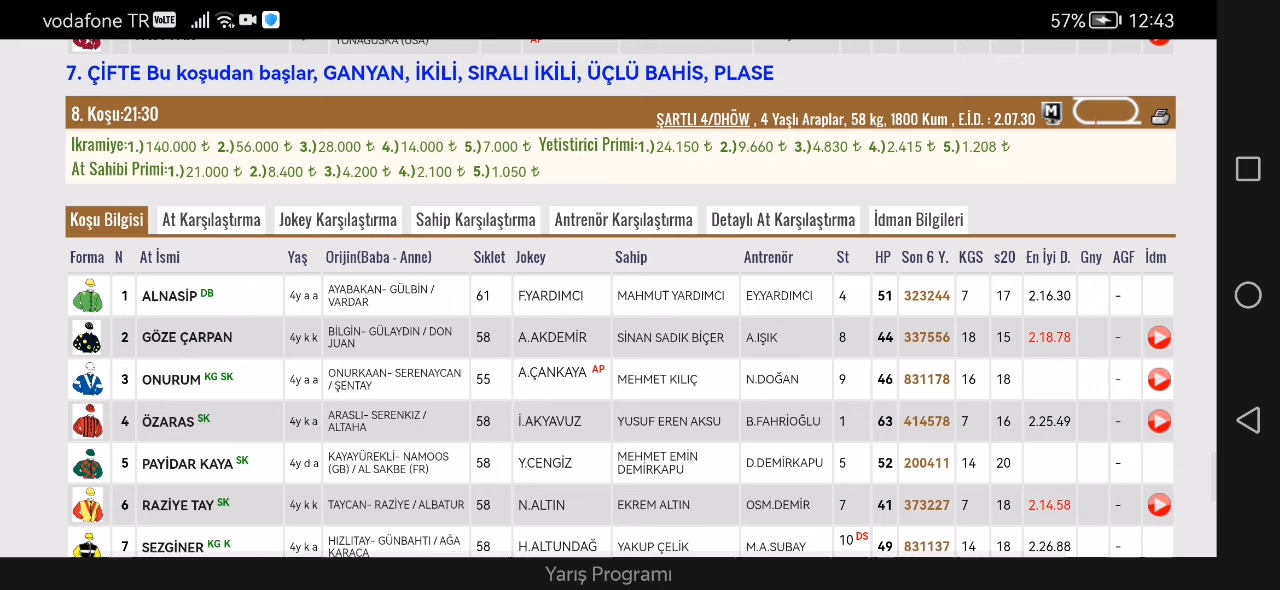 vodafone TR VoLTE 57% 12:43
YONAGUSKA (USA) AP
7. ÇİFTE Bu koşudan başlar, GANYAN, İKİLİ, SIRALI İKİLİ, ÜÇLÜ BAHİS, PLASE
8. Koşu:21:30 ŞARTLI 4/DHÖW , 4 Yaşlı Araplar, 58 kg, 1800 Kum , E.İ.D. : 2.07.30 M
Ikramiye:1.)140.000 ₺ 2.)56.000 ₺ 3.)28.000 ₺ 4.)14.000 ₺ 5.)7.000 ₺ Yetistirici Primi:1.)24.150 ₺ 2.)9.660 ₺ 3.)4.830 ₺ 4.)2.415 ₺ 5.)1.208 ₺
At Sahibi Primi:1.)21.000 ₺ 2.)8.400 ₺ 3.)4.200 ₺ 4.)2.100 ₺ 5.)1.050 ₺
Koşu Bilgisi At Karşılaştırma Jokey Karşılaştırma Sahip Karşılaştırma Antrenör Karşılaştırma Detaylı At Karşılaştırma İdman Bilgileri
Forma N At İsmi Yaş Orijin(Baba - Anne) Sıklet Jokey Sahip Antrenör St HP Son 6 Y. KGS s20 En İyi D. Gny AGF İdm
1 ALNASİP DB 4y a a AYABAKAN- GÜLBİN / VARDAR 61 F.YARDIMCI MAHMUT YARDIMCI EY.YARDIMCI 4 51 323244 7 17 2.16.30 -
2 GÖZE ÇARPAN 4y k k BİLGİN- GÜLAYDIN / DON JUAN 58 A.AKDEMİR SİNAN SADIK BİÇER A.IŞIK 8 44 337556 18 15 2.18.78 -
3 ONURUM KG SK 4y a a ONURKAAN- SERENAYCAN / ŞENTAY 55 A.ÇANKAYA AP MEHMET KILIÇ N.DOĞAN 9 46 831178 16 18 -
4 ÖZARAS SK 4y k a ARASLI- SERENKIZ / ALTAHA 58 İ.AKYAVUZ YUSUF EREN AKSU B.FAHRİOĞLU 1 63 414578 7 16 2.25.49 -
5 PAYİDAR KAYA SK 4y d a KAYAYÜREKLİ- NAMOOS (GB) / AL SAKBE (FR) 58 Y.CENGİZ MEHMET EMİN DEMİRKAPU D.DEMİRKAPU 5 52 200411 14 20 -
6 RAZİYE TAY SK 4y k k TAYCAN- RAZİYE / ALBATUR 58 N.ALTIN EKREM ALTIN OSM.DEMİR 7 41 373227 7 18 2.14.58 -
7 SEZGİNER KG K 4y k a HIZLITAY- GÜNBAHTI / AĞA KARACA 58 H.ALTUNDAĞ YAKUP ÇELİK M.A.SUBAY 10 DS 49 831137 14 18 2.26.88 -
Yarış Programı